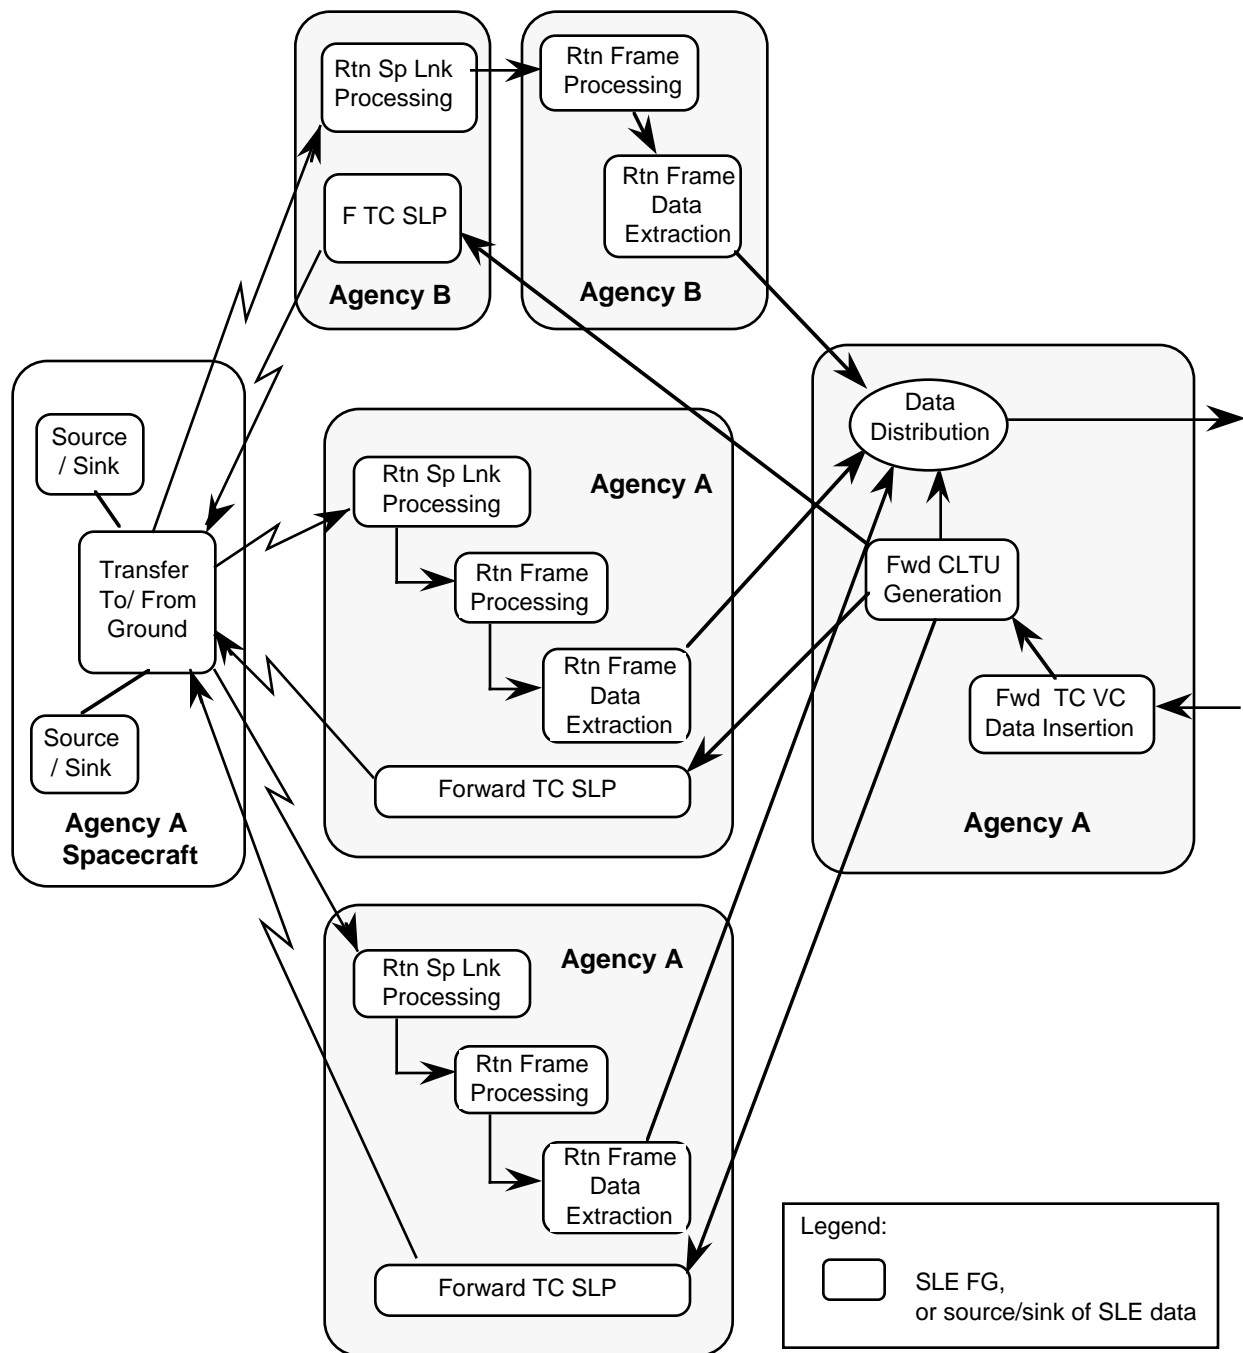 Rtn Sp Lnk
Processing
F TC SLP
Agency B
Rtn Frame
Processing
Rtn Frame
Data
Extraction
Agency B
Source
/ Sink
Transfer
To/ From
Ground
Source
/ Sink
Agency A
Spacecraft
Rtn Sp Lnk
Processing
Agency A
Rtn Frame
Processing
Rtn Frame
Data
Extraction
Forward TC SLP
Data
Distribution
Fwd CLTU
Generation
Fwd TC VC
Data Insertion
Agency A
Rtn Sp Lnk
Processing
Agency A
Rtn Frame
Processing
Rtn Frame
Data
Extraction
Forward TC SLP
Legend:
SLE FG,
or source/sink of SLE data